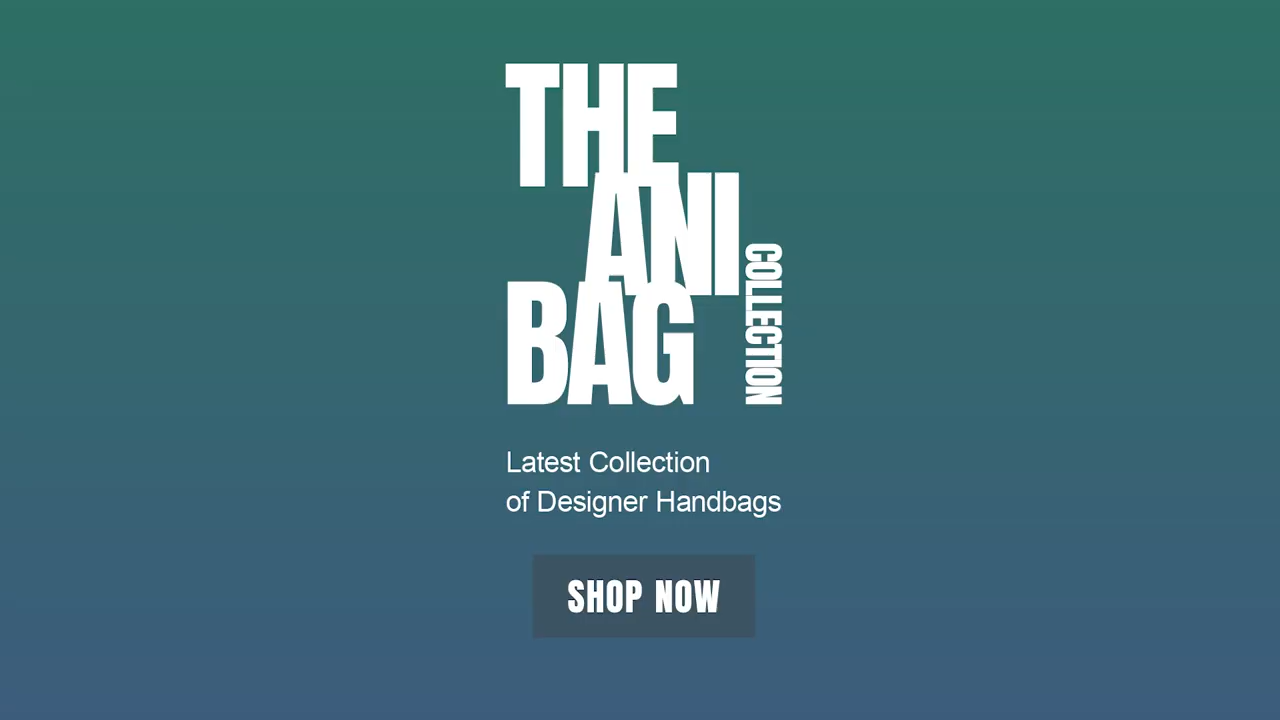 THE
ANI
BAG
COLLECTION
Latest Collection
of Designer Handbags
SHOP NOW